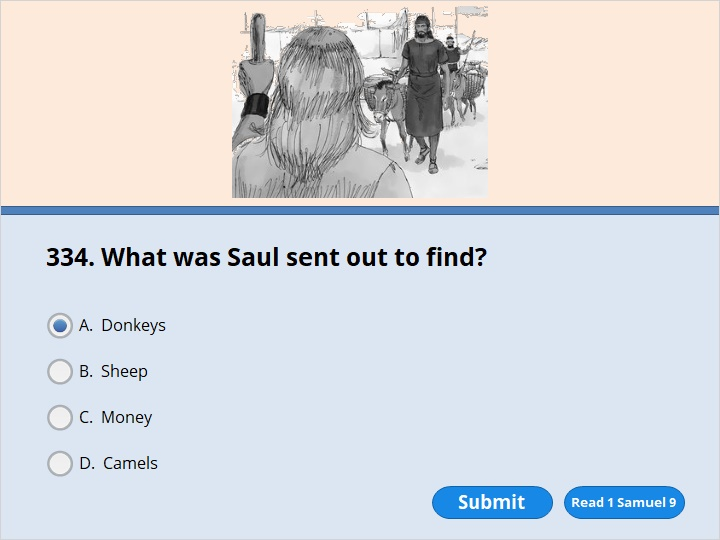 334. What was Saul sent out to find?
A. Donkeys
B. Sheep
C. Money
D. Camels
Submit
Read 1 Samuel 9